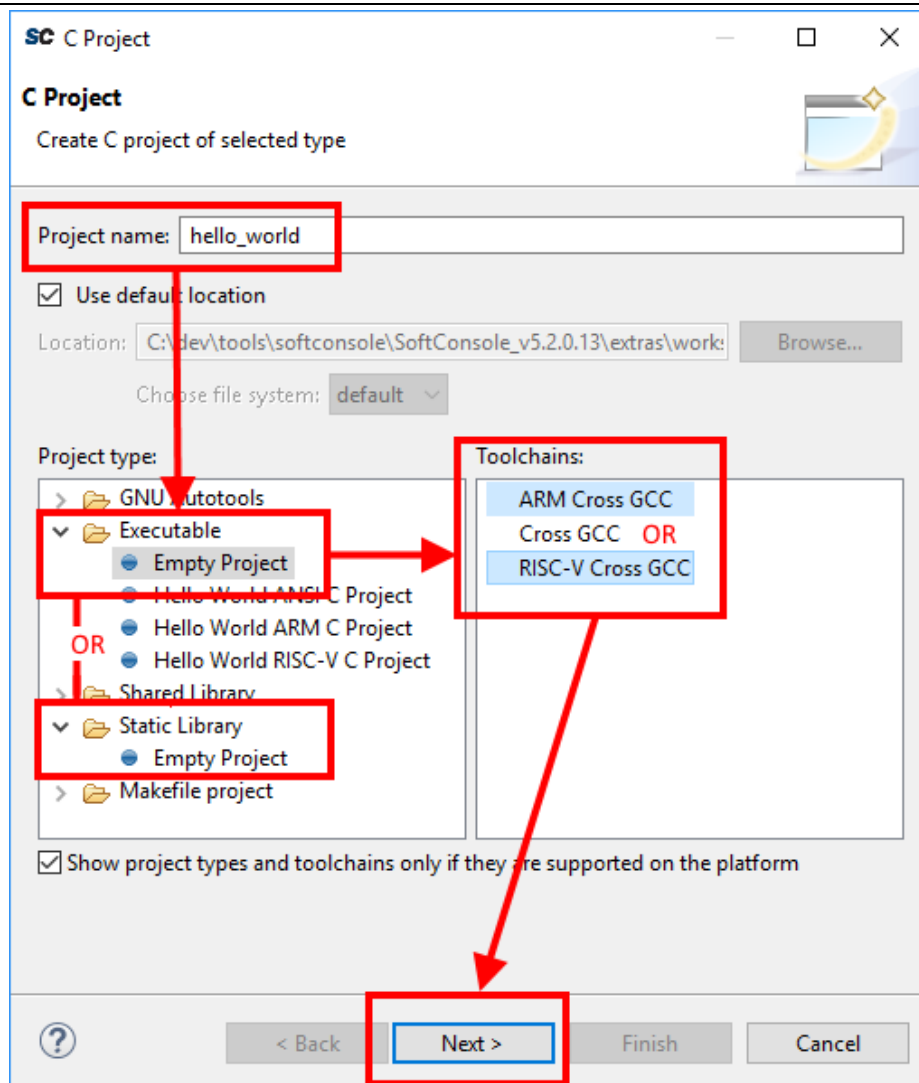 SC C Project
C Project
Create C project of selected type
Project name: hello_world
Use default location
Location: C:\dev\tools\softconsole\SoftConsole_v5.2.0.13\extras\works Browse...
Choose file system: default
Project type:
GNU Autotools
Executable
Empty Project
Hello World ANSI C Project
Hello World ARM C Project
OR
Hello World RISC-V C Project
Shared Library
Static Library
Empty Project
Makefile project
Toolchains:
ARM Cross GCC
Cross GCC OR
RISC-V Cross GCC
Show project types and toolchains only if they are supported on the platform
? < Back Next > Finish Cancel